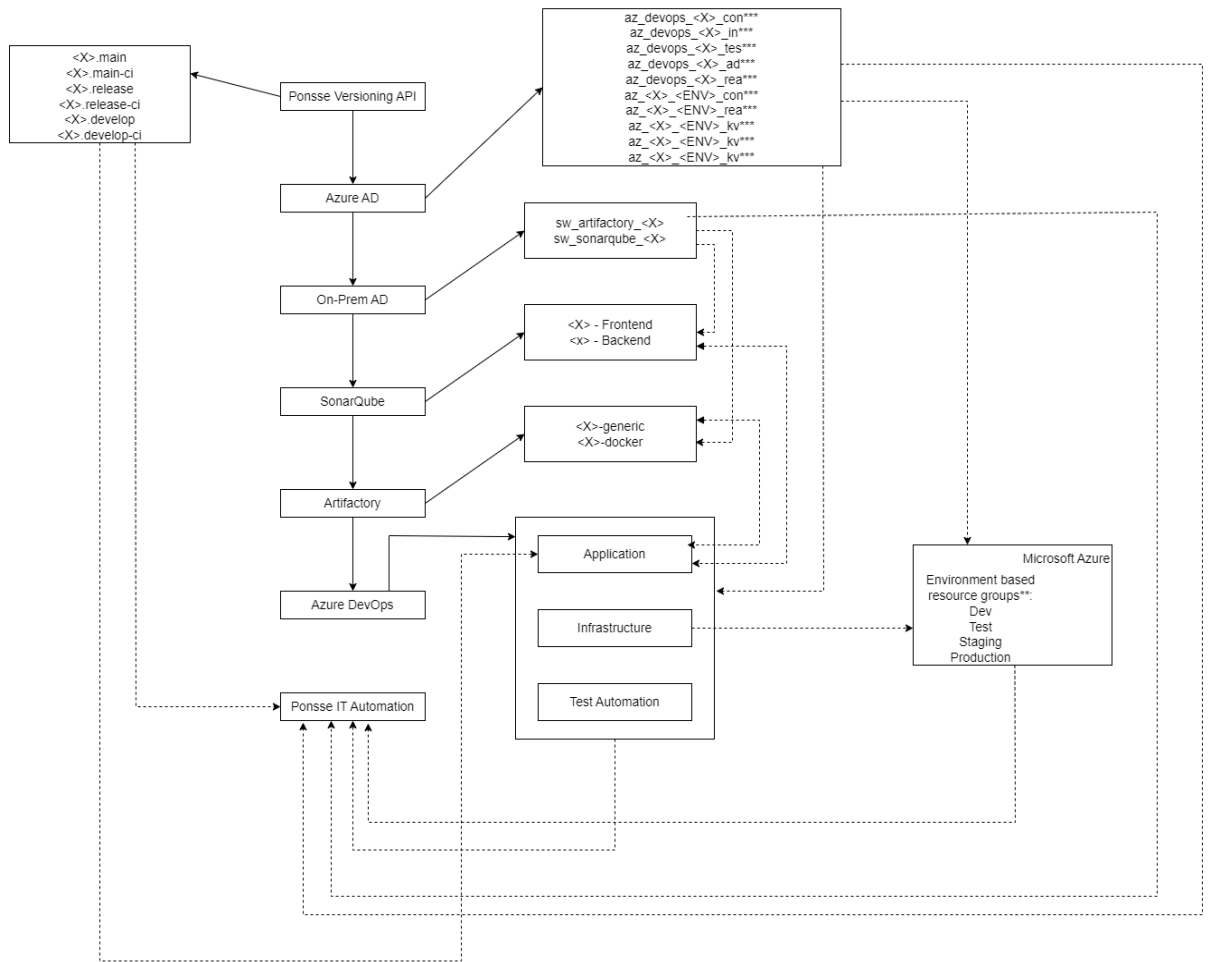 <X>.main
<X>.main-ci
<X>.release
<X>.release-ci
<X>.develop
<X>.develop-ci
Ponsse Versioning API
az_devops_<X>_con***
az_devops_<X>_in***
az_devops_<X>_tes***
az_devops_<X>_ad***
az_devops_<X>_rea***
az_<X>_<ENV>_con***
az_<X>_<ENV>_rea***
az_<X>_<ENV>_kv***
az_<X>_<ENV>_kv***
az_<X>_<ENV>_kv***
Azure AD
sw_artifactory_<X>
sw_sonarqube_<X>
On-Prem AD
<X> - Frontend
<x> - Backend
SonarQube
<X>-generic
<X>-docker
Artifactory
Application
Azure DevOps
Infrastructure
Test Automation
Microsoft Azure
Environment based
resource groups**:
Dev
Test
Staging
Production
Ponsse IT Automation